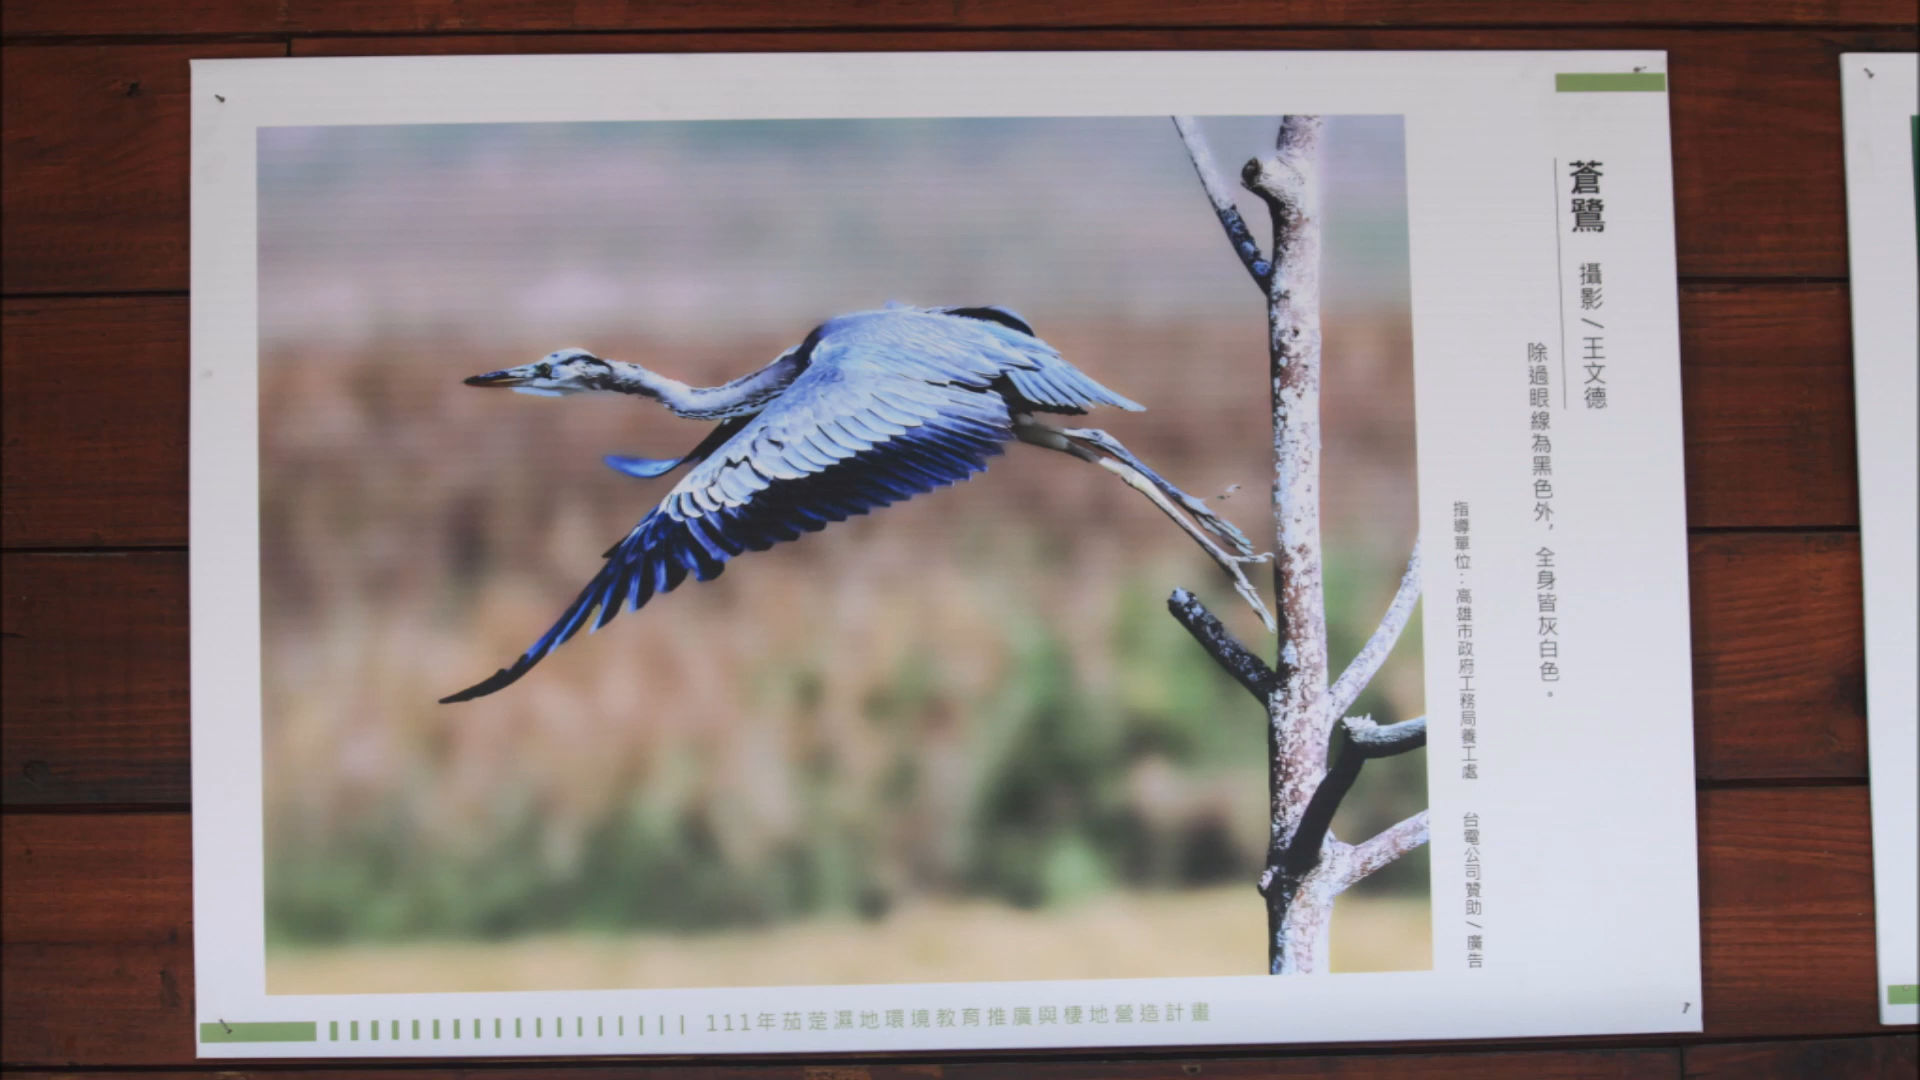 蒼鷺 攝影/王文德
除過眼線為黑色外，全身皆灰白色。
指導單位：高雄市政府工務局養工處 台電公司贊助/廣告
111年茄萣濕地環境教育推廣與棲地營造計畫